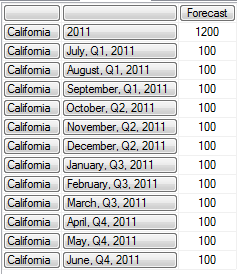 Forecast
California 2011 1200
California July, Q1, 2011 100
California August, Q1, 2011 100
California September, Q1, 2011 100
California October, Q2, 2011 100
California November, Q2, 2011 100
California December, Q2, 2011 100
California January, Q3, 2011 100
California February, Q3, 2011 100
California March, Q3, 2011 100
California April, Q4, 2011 100
California May, Q4, 2011 100
California June, Q4, 2011 100